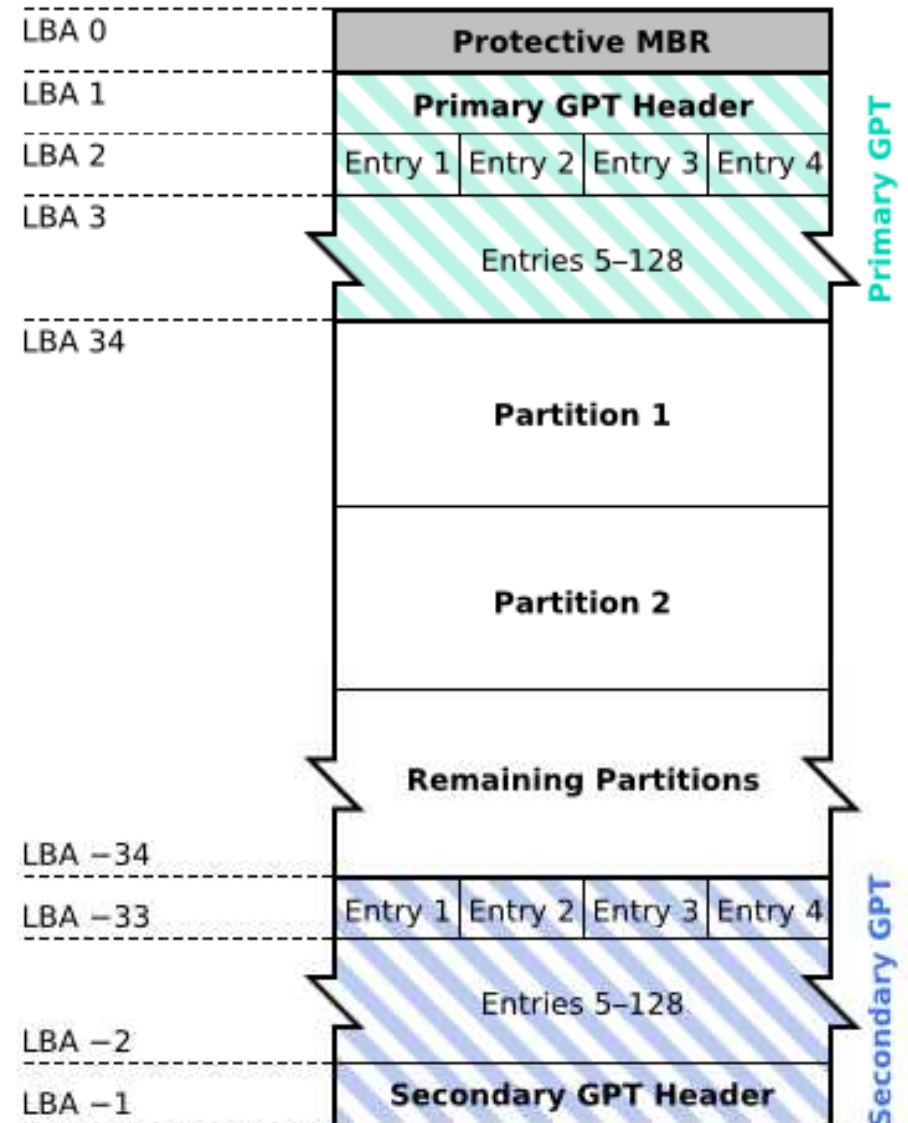 LBA 0
Protective MBR
LBA 1
Primary GPT Header
LBA 2
Entry 1 Entry 2 Entry 3 Entry 4
LBA 3
Entries 5–128
Primary GPT
LBA 34
Partition 1
Partition 2
Remaining Partitions
LBA −34
LBA −33
Entry 1 Entry 2 Entry 3 Entry 4
Entries 5–128
LBA −2
LBA −1
Secondary GPT Header
Secondary GPT